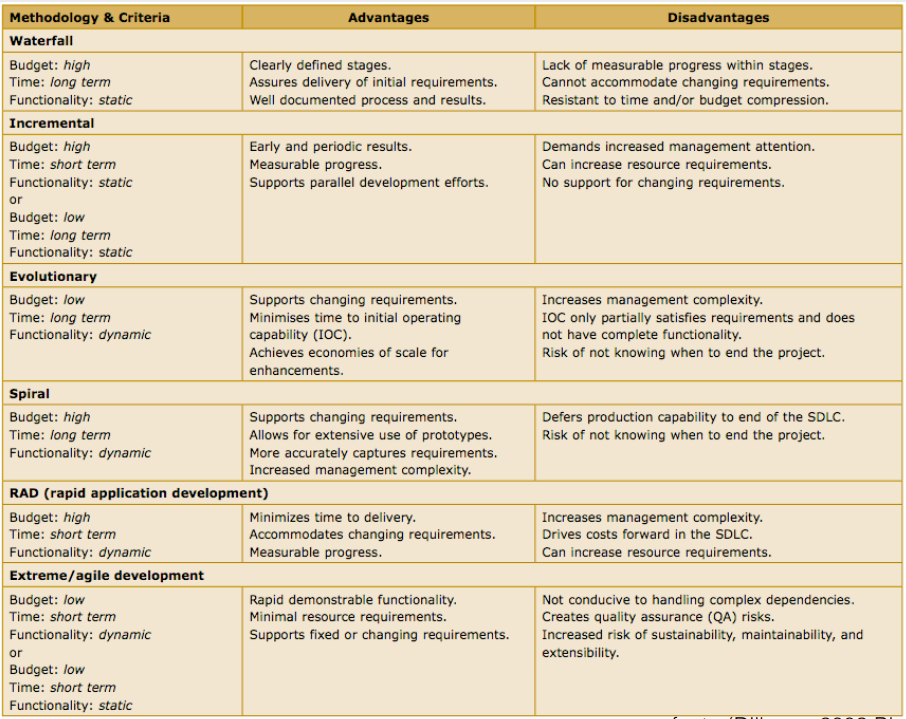 Methodology & Criteria Advantages Disadvantages
Waterfall
Budget: high Clearly defined stages. Lack of measurable progress within stages.
Time: long term Assures delivery of initial requirements. Cannot accommodate changing requirements.
Functionality: static Well documented process and results. Resistant to time and/or budget compression.
Incremental
Budget: high Early and periodic results. Demands increased management attention.
Time: short term Measurable progress. Can increase resource requirements.
Functionality: static Supports parallel development efforts. No support for changing requirements.
or
Budget: low
Time: long term
Functionality: static
Evolutionary
Budget: low Supports changing requirements. Increases management complexity.
Time: long term Minimises time to initial operating IOC only partially satisfies requirements and does
Functionality: dynamic capability (IOC). not have complete functionality.
Achieves economies of scale for Risk of not knowing when to end the project.
enhancements.
Spiral
Budget: high Supports changing requirements. Defers production capability to end of the SDLC.
Time: long term Allows for extensive use of prototypes. Risk of not knowing when to end the project.
Functionality: dynamic More accurately captures requirements.
Increased management complexity.
RAD (rapid application development)
Budget: high Minimizes time to delivery. Increases management complexity.
Time: short term Accommodates changing requirements. Drives costs forward in the SDLC.
Functionality: dynamic Measurable progress. Can increase resource requirements.
Extreme/agile development
Budget: low Rapid demonstrable functionality. Not conducive to handling complex dependencies.
Time: short term Minimal resource requirements. Creates quality assurance (QA) risks.
Functionality: dynamic Supports fixed or changing requirements. Increased risk of sustainability, maintainability, and
or extensibility.
Budget: low
Time: short term
Functionality: static